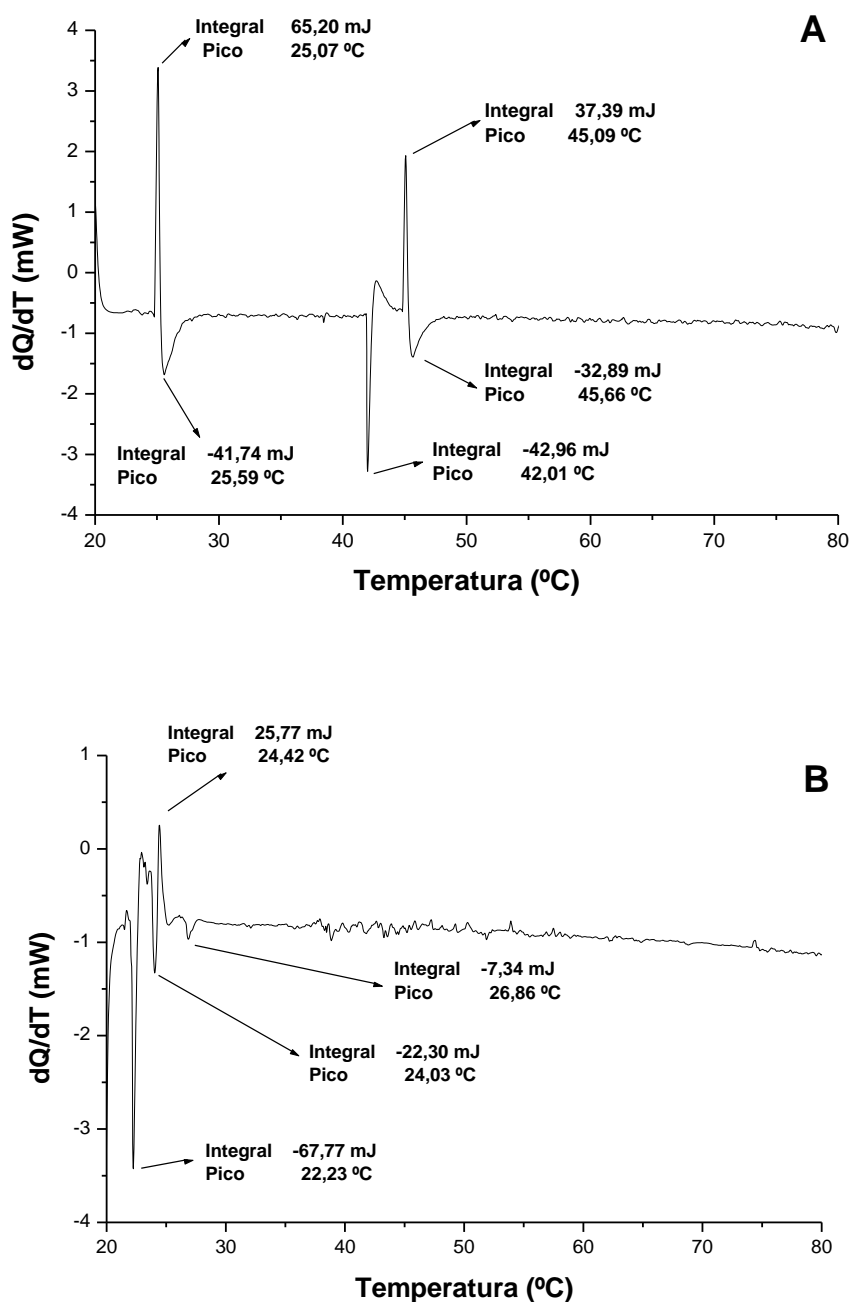 A
Integral 65,20 mJ
Pico 25,07 ºC
Integral 37,39 mJ
Pico 45,09 ºC
Integral -32,89 mJ
Pico 45,66 ºC
Integral -41,74 mJ
Pico 25,59 ºC
Integral -42,96 mJ
Pico 42,01 ºC
4
3
2
1
0
-1
-2
-3
-4
dQ/dT (mW)
20 30 40 50 60 70 80
Temperatura (ºC)
B
Integral 25,77 mJ
Pico 24,42 ºC
Integral -7,34 mJ
Pico 26,86 ºC
Integral -22,30 mJ
Pico 24,03 ºC
Integral -67,77 mJ
Pico 22,23 ºC
1
0
-1
-2
-3
-4
dQ/dT (mW)
20 30 40 50 60 70 80
Temperatura (ºC)